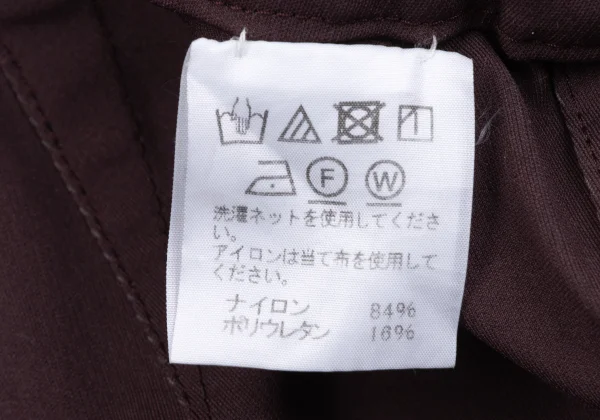 F W
洗濯ネットを使用してくださ
い。
アイロンは当て布を使用して
ください。
ナイロン 84%
ポリウレタン 16%